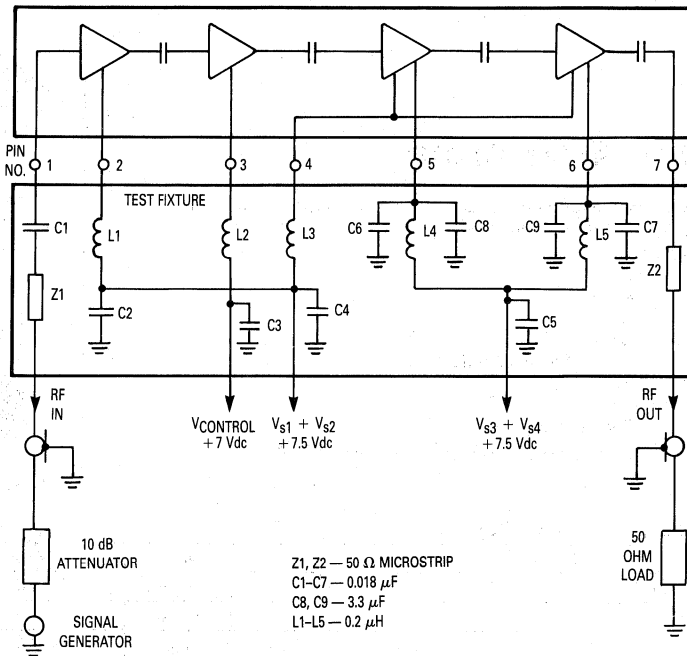 PIN NO. 1 2 3 4 5 6 7
TEST FIXTURE
C1 L1 L2 L3 C6 L4 C8 C9 L5 C7
Z1 Z2
C2 C3 C4 C5
RF IN
VCONTROL +7 Vdc
Vs1 + Vs2 +7.5 Vdc
Vs3 + Vs4 +7.5 Vdc
RF OUT
10 dB ATTENUATOR
50 OHM LOAD
SIGNAL GENERATOR
Z1, Z2 — 50 Ω MICROSTRIP
C1–C7 — 0.018 μF
C8, C9 — 3.3 μF
L1–L5 — 0.2 μH